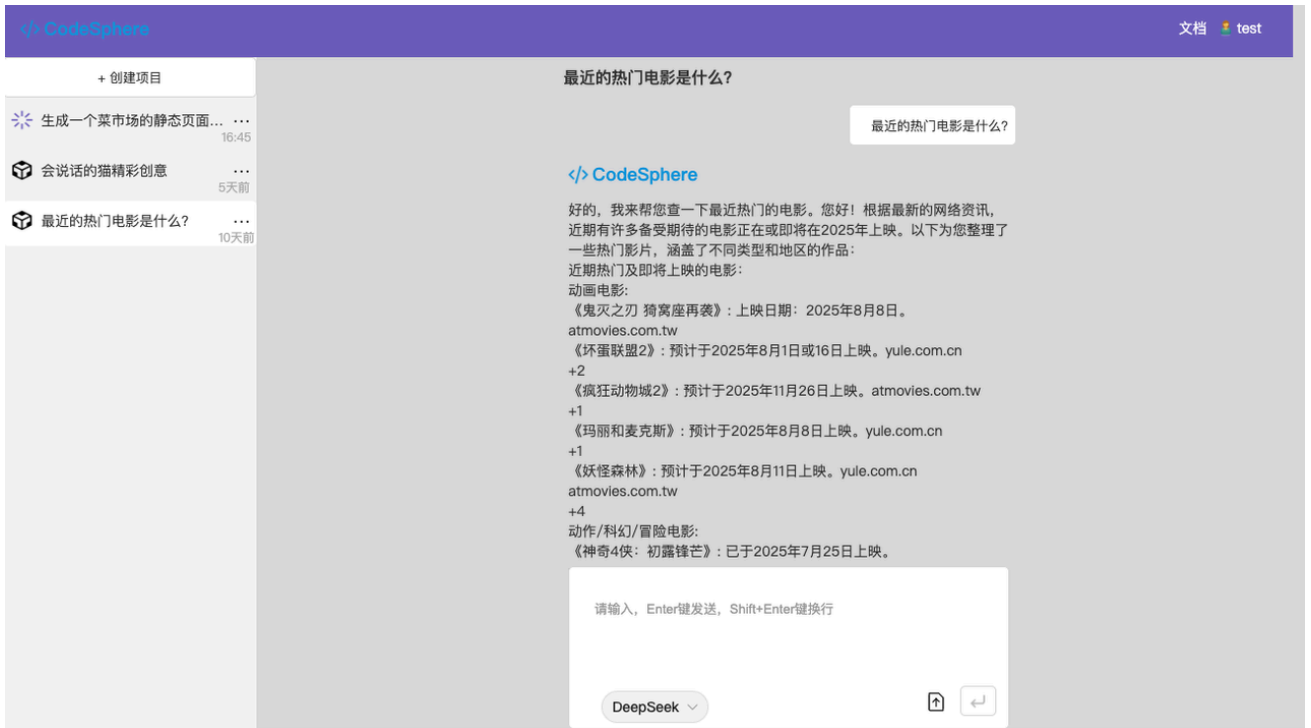 </> CodeSphere
文档 test
+ 创建项目
生成一个菜市场的静态页面... ...
16:45
会说话的猫精彩创意 ...
5天前
最近的热门电影是什么？ ...
10天前
最近的热门电影是什么？
最近的热门电影是什么？
</> CodeSphere
好的，我来帮您查一下最近热门的电影。您好！根据最新的网络资讯，
近期有许多备受期待的电影正在或即将在2025年上映。以下为您整理了
一些热门影片，涵盖了不同类型和地区的作品：
近期热门及即将上映的电影：
动画电影:
《鬼灭之刃 猗窝座再袭》: 上映日期：2025年8月8日。
atmovies.com.tw
《坏蛋联盟2》: 预计于2025年8月1日或16日上映。yule.com.cn
+2
《疯狂动物城2》: 预计于2025年11月26日上映。atmovies.com.tw
+1
《玛丽和麦克斯》: 预计于2025年8月8日上映。yule.com.cn
+1
《妖怪森林》: 预计于2025年8月11日上映。yule.com.cn
atmovies.com.tw
+4
动作/科幻/冒险电影:
《神奇4侠：初露锋芒》: 已于2025年7月25日上映。
请输入，Enter键发送，Shift+Enter键换行
DeepSeek